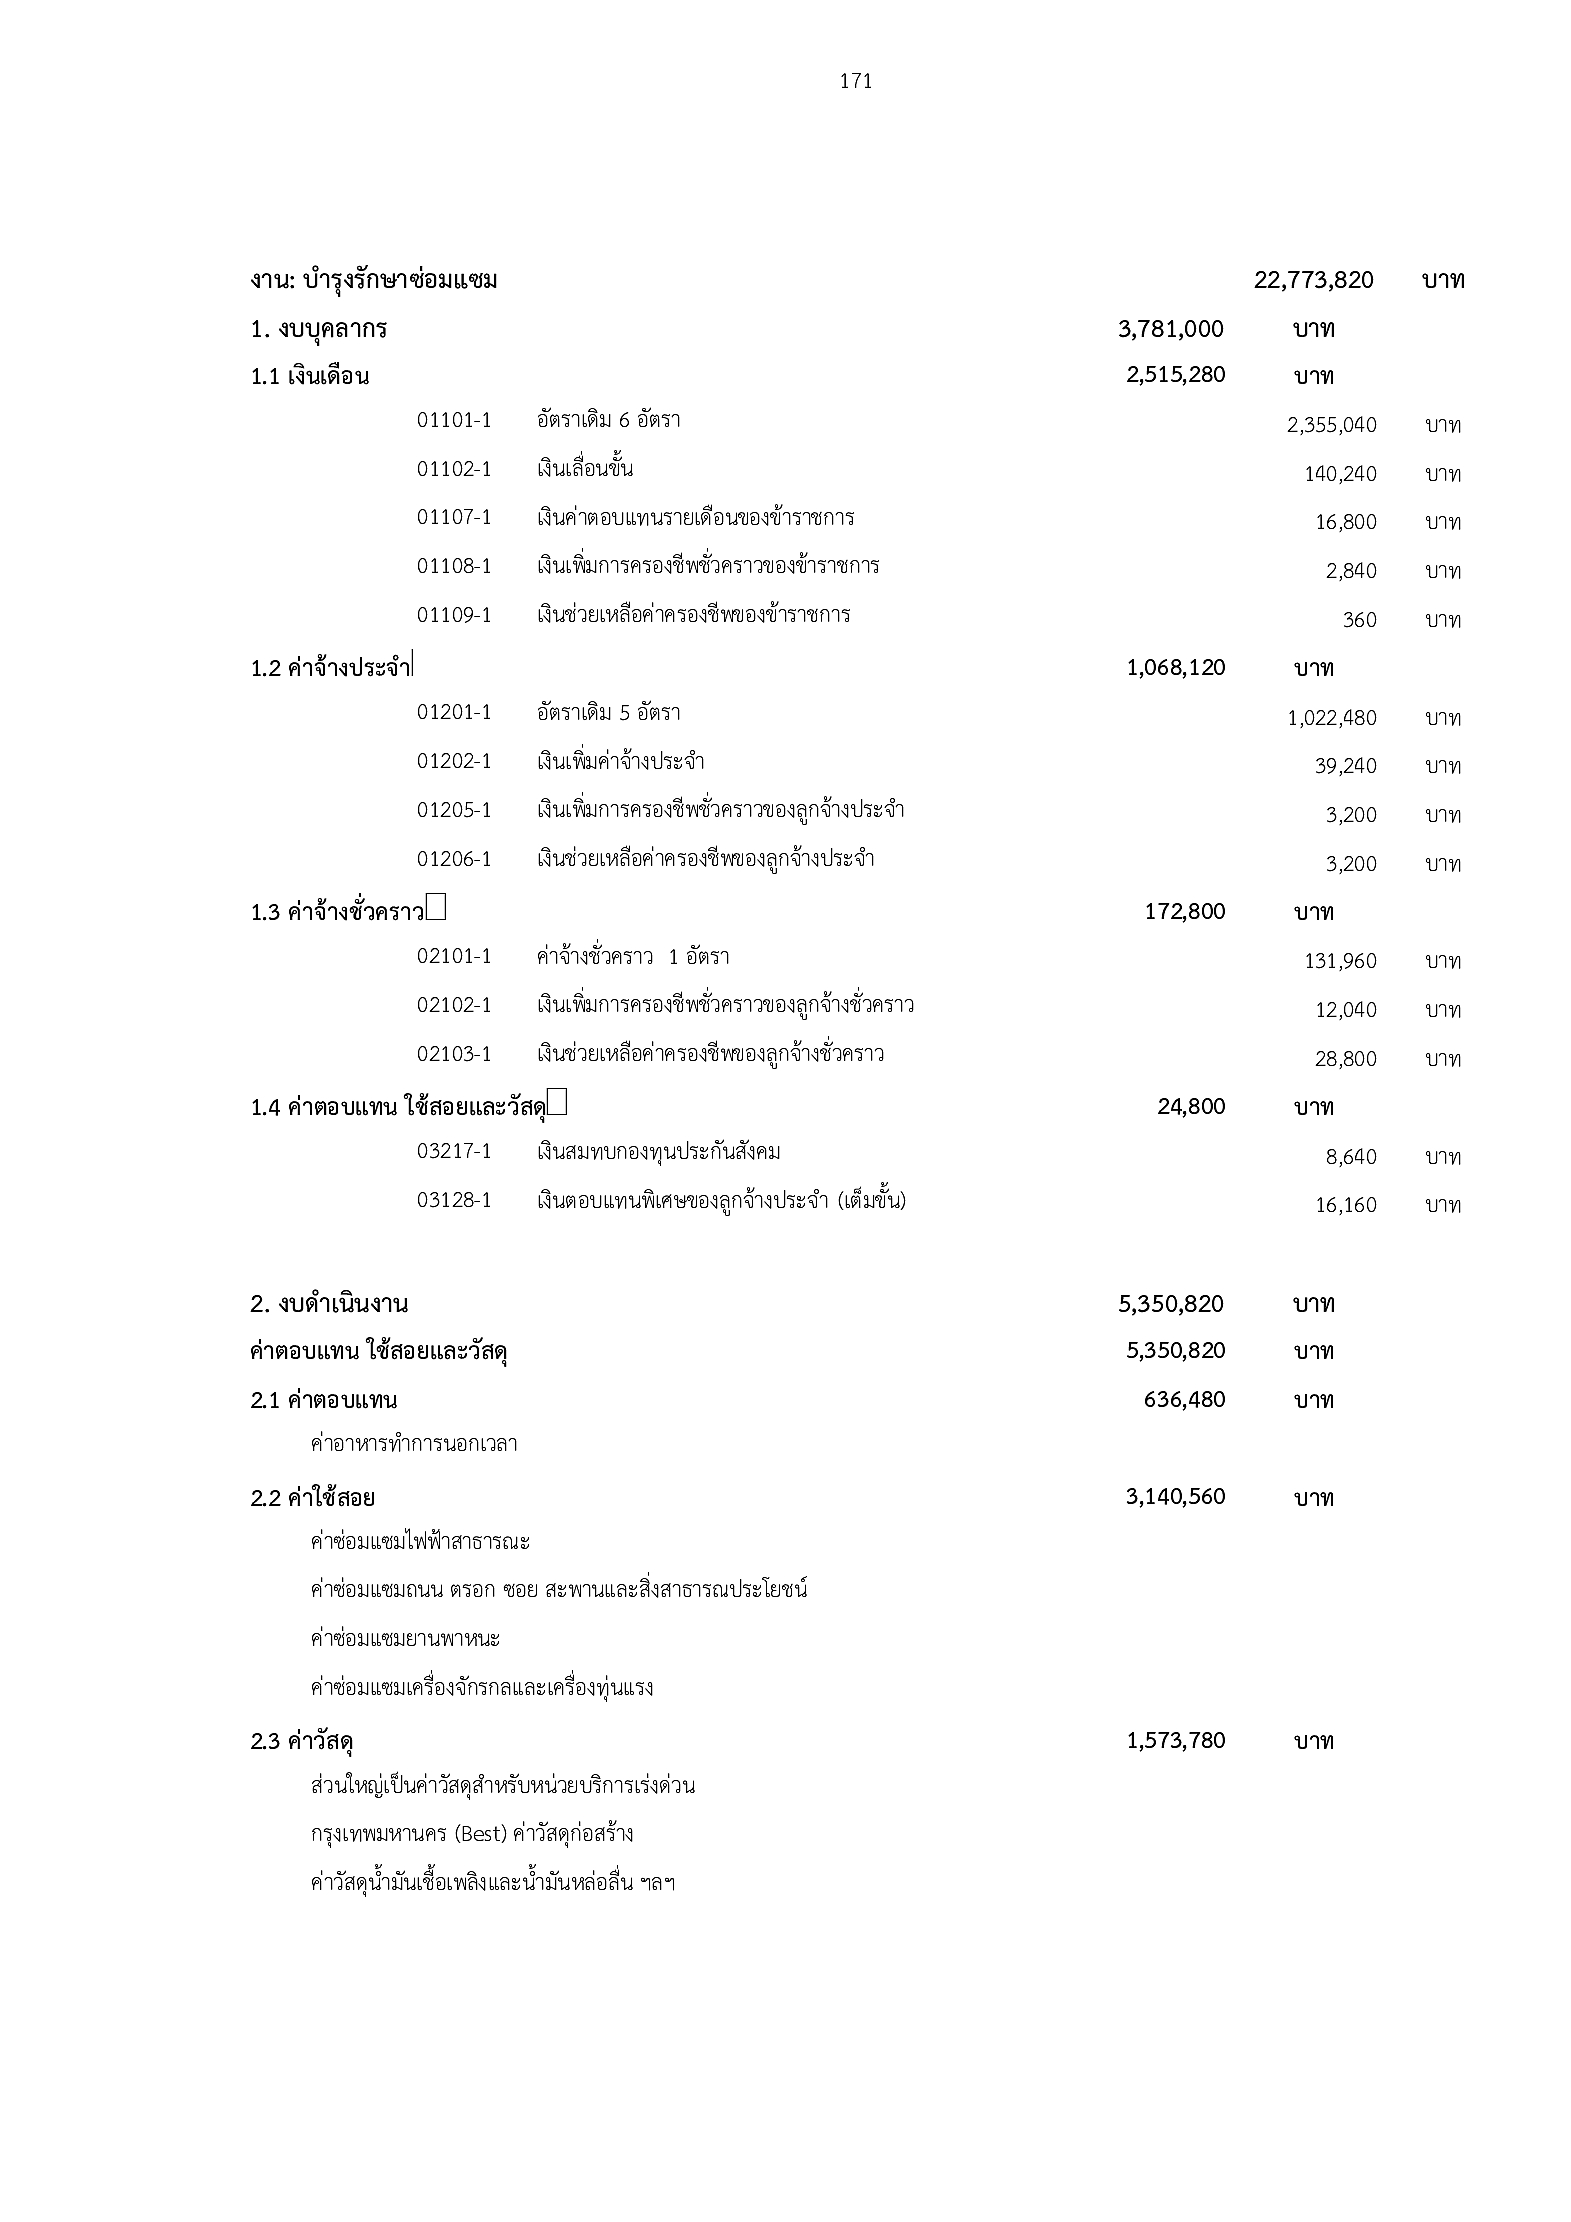 171
งาน: บำรุงรักษาซ่อมแซม 22,773,820 บาท
1. งบบุคลากร 3,781,000 บาท
1.1 เงินเดือน 2,515,280 บาท
01101-1 อัตราเดิม 6 อัตรา 2,355,040 บาท
01102-1 เงินเลื่อนขั้น 140,240 บาท
01107-1 เงินค่าตอบแทนรายเดือนของข้าราชการ 16,800 บาท
01108-1 เงินเพิ่มการครองชีพชั่วคราวของข้าราชการ 2,840 บาท
01109-1 เงินช่วยเหลือค่าครองชีพของข้าราชการ 360 บาท
1.2 ค่าจ้างประจำ 1,068,120 บาท
01201-1 อัตราเดิม 5 อัตรา 1,022,480 บาท
01202-1 เงินเพิ่มค่าจ้างประจำ 39,240 บาท
01205-1 เงินเพิ่มการครองชีพชั่วคราวของลูกจ้างประจำ 3,200 บาท
01206-1 เงินช่วยเหลือค่าครองชีพของลูกจ้างประจำ 3,200 บาท
1.3 ค่าจ้างชั่วคราว 172,800 บาท
02101-1 ค่าจ้างชั่วคราว 1 อัตรา 131,960 บาท
02102-1 เงินเพิ่มการครองชีพชั่วคราวของลูกจ้างชั่วคราว 12,040 บาท
02103-1 เงินช่วยเหลือค่าครองชีพของลูกจ้างชั่วคราว 28,800 บาท
1.4 ค่าตอบแทน ใช้สอยและวัสดุ 24,800 บาท
03217-1 เงินสมทบกองทุนประกันสังคม 8,640 บาท
03128-1 เงินตอบแทนพิเศษของลูกจ้างประจำ (เต็มขั้น) 16,160 บาท
2. งบดำเนินงาน 5,350,820 บาท
ค่าตอบแทน ใช้สอยและวัสดุ 5,350,820 บาท
2.1 ค่าตอบแทน 636,480 บาท
ค่าอาหารทำการนอกเวลา
2.2 ค่าใช้สอย 3,140,560 บาท
ค่าซ่อมแซมไฟฟ้าสาธารณะ
ค่าซ่อมแซมถนน ตรอก ซอย สะพานและสิ่งสาธารณประโยชน์
ค่าซ่อมแซมยานพาหนะ
ค่าซ่อมแซมเครื่องจักรกลและเครื่องทุ่นแรง
2.3 ค่าวัสดุ 1,573,780 บาท
ส่วนใหญ่เป็นค่าวัสดุสำหรับหน่วยบริการเร่งด่วน
กรุงเทพมหานคร (Best) ค่าวัสดุก่อสร้าง
ค่าวัสดุน้ำมันเชื้อเพลิงและน้ำมันหล่อลื่น ฯลฯ